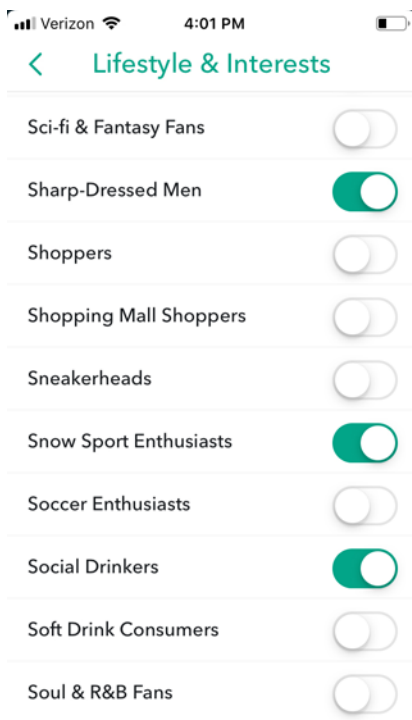 Verizon 4:01 PM
Lifestyle & Interests
Sci-fi & Fantasy Fans
Sharp-Dressed Men
Shoppers
Shopping Mall Shoppers
Sneakerheads
Snow Sport Enthusiasts
Soccer Enthusiasts
Social Drinkers
Soft Drink Consumers
Soul & R&B Fans